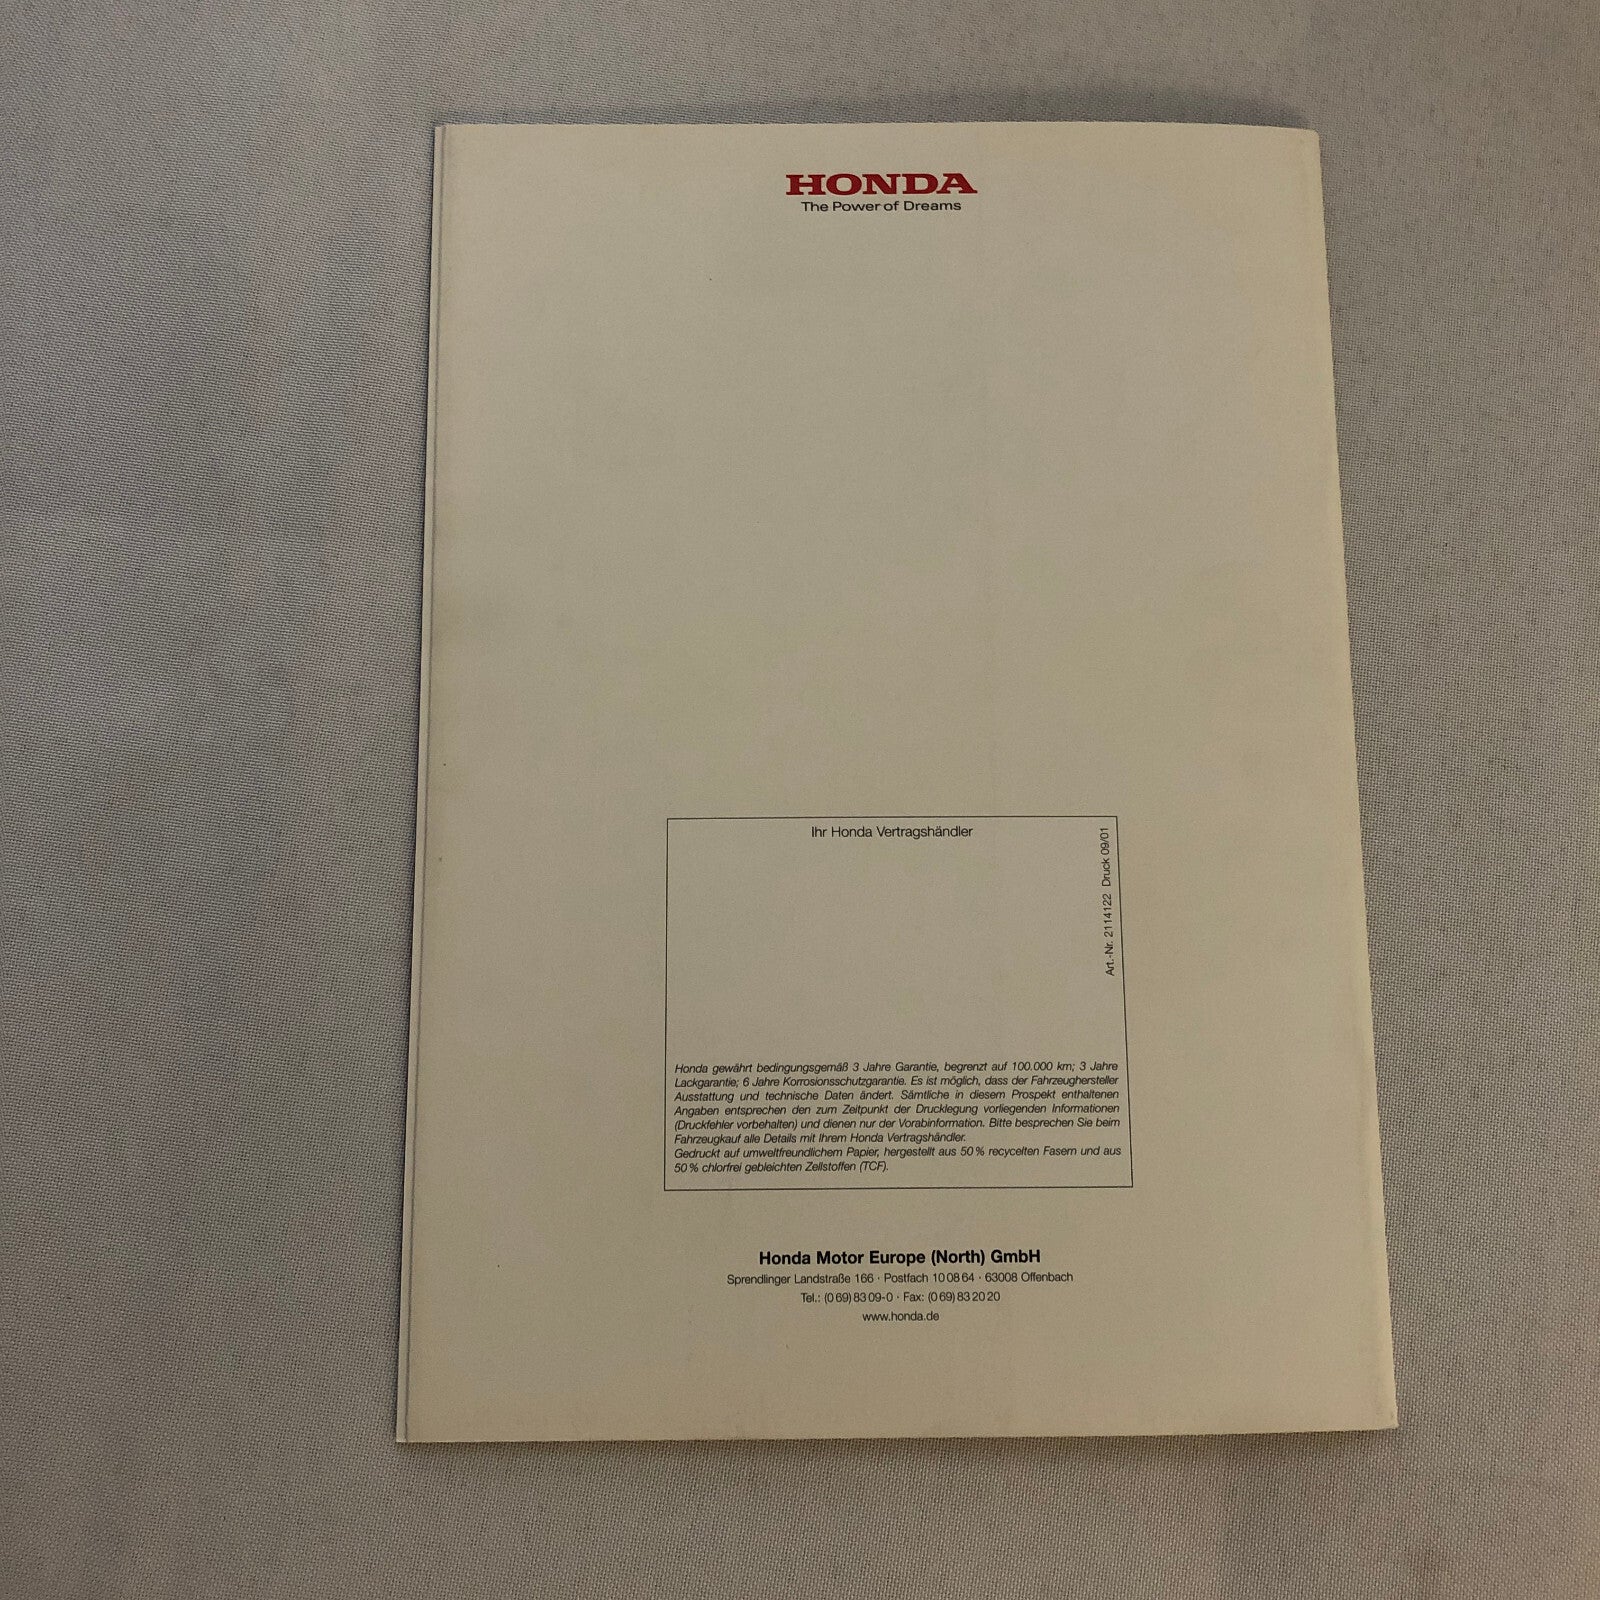 HONDA
The Power of Dreams
Ihr Honda Vertragshändler
Art.-Nr. 2114122 Druck 09/01
Honda gewährt bedingungsgemäß 3 Jahre Garantie, begrenzt auf 100.000 km; 3 Jahre
Lackgarantie; 6 Jahre Korrosionsschutzgarantie. Es ist möglich, dass der Fahrzeughersteller
Ausstattung und technische Daten ändert. Sämtliche in diesem Prospekt enthaltenen
Angaben entsprechen den zum Zeitpunkt der Drucklegung vorliegenden Informationen
(Druckfehler vorbehalten) und dienen nur der Vorabinformation. Bitte besprechen Sie beim
Fahrzeugkauf alle Details mit Ihrem Honda Vertragshändler.
Gedruckt auf umweltfreundlichem Papier, hergestellt aus 50 % recycelten Fasern und aus
50 % chlorfrei gebleichten Zellstoffen (TCF).
Honda Motor Europe (North) GmbH
Sprendlinger Landstraße 166 · Postfach 10 08 64 · 63008 Offenbach
Tel.: (0 69) 83 09-0 · Fax: (0 69) 83 20 20
www.honda.de